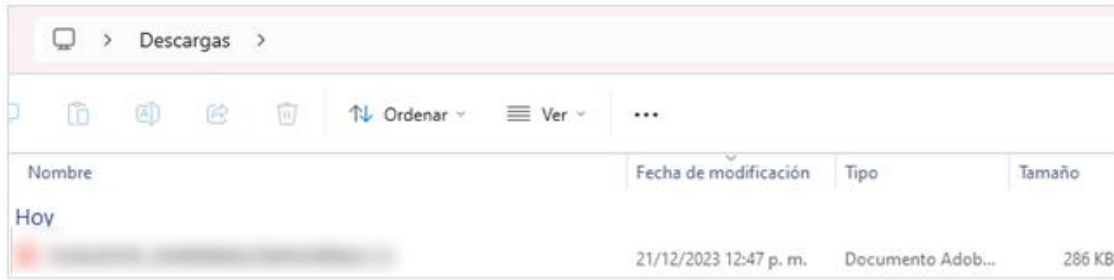 > Descargas >
Ordenar Ver ...
Nombre Fecha de modificación Tipo Tamaño
Hoy
21/12/2023 12:47 p. m. Documento Adob... 286 KB